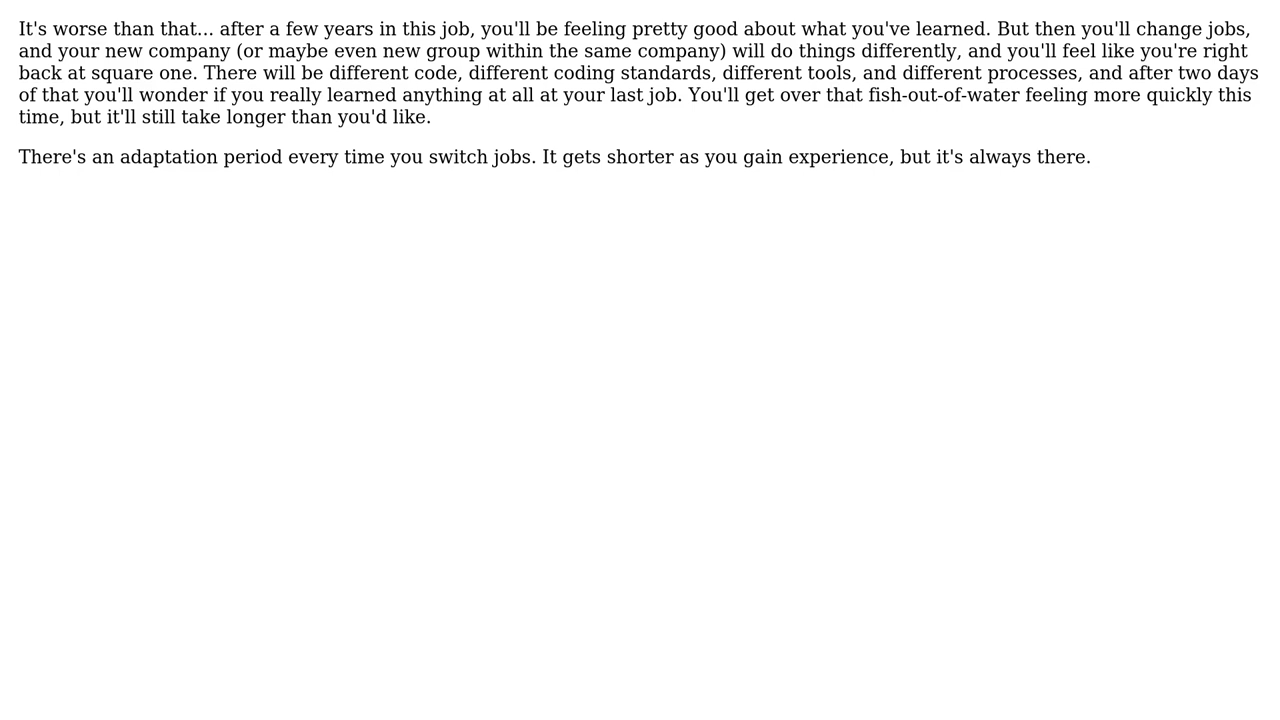 It's worse than that... after a few years in this job, you'll be feeling pretty good about what you've learned. But then you'll change jobs,
and your new company (or maybe even new group within the same company) will do things differently, and you'll feel like you're right
back at square one. There will be different code, different coding standards, different tools, and different processes, and after two days
of that you'll wonder if you really learned anything at all at your last job. You'll get over that fish-out-of-water feeling more quickly this
time, but it'll still take longer than you'd like.
There's an adaptation period every time you switch jobs. It gets shorter as you gain experience, but it's always there.